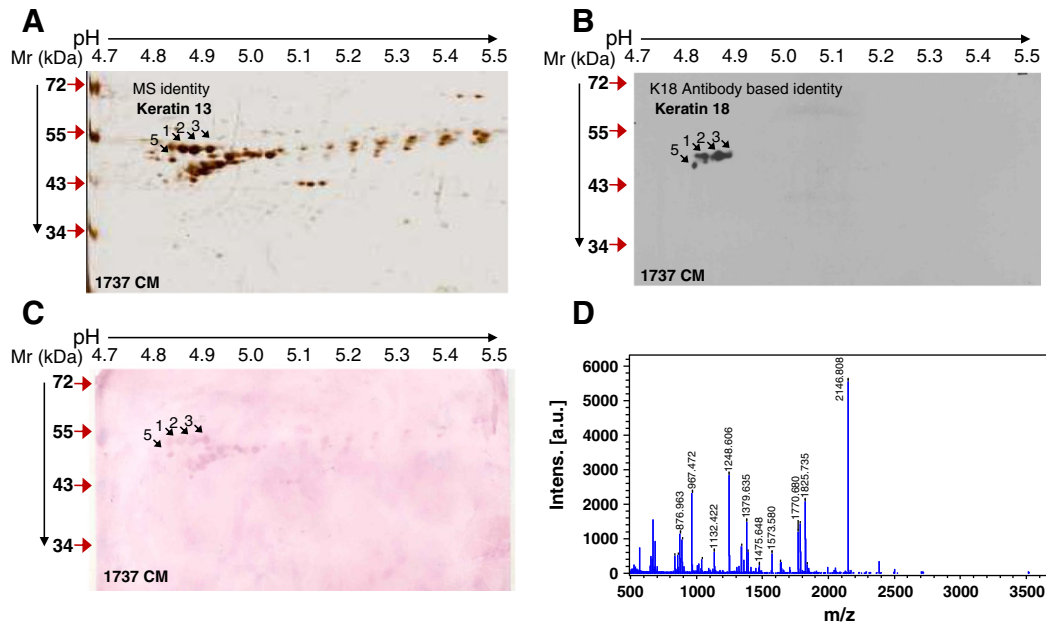 A
pH
Mr (kDa) 4.7 4.8 4.9 5.0 5.1 5.2 5.3 5.4 5.5
72
55
43
34
MS identity
Keratin 13
1 2 3
5
1737 CM
B
pH
Mr (kDa) 4.7 4.8 4.9 5.0 5.1 5.2 5.3 5.4 5.5
72
55
43
34
K18 Antibody based identity
Keratin 18
1 2 3
5
1737 CM
C
pH
Mr (kDa) 4.7 4.8 4.9 5.0 5.1 5.2 5.3 5.4 5.5
72
55
43
34
1 2 3
5
1737 CM
D
Intens. [a.u.]
6000
5000
4000
3000
2000
1000
0
876.963
967.472
1132.422
1248.606
1379.635
1475.648
1573.580
1770.680
1825.735
2146.808
500 1000 1500 2000 2500 3000 3500
m/z